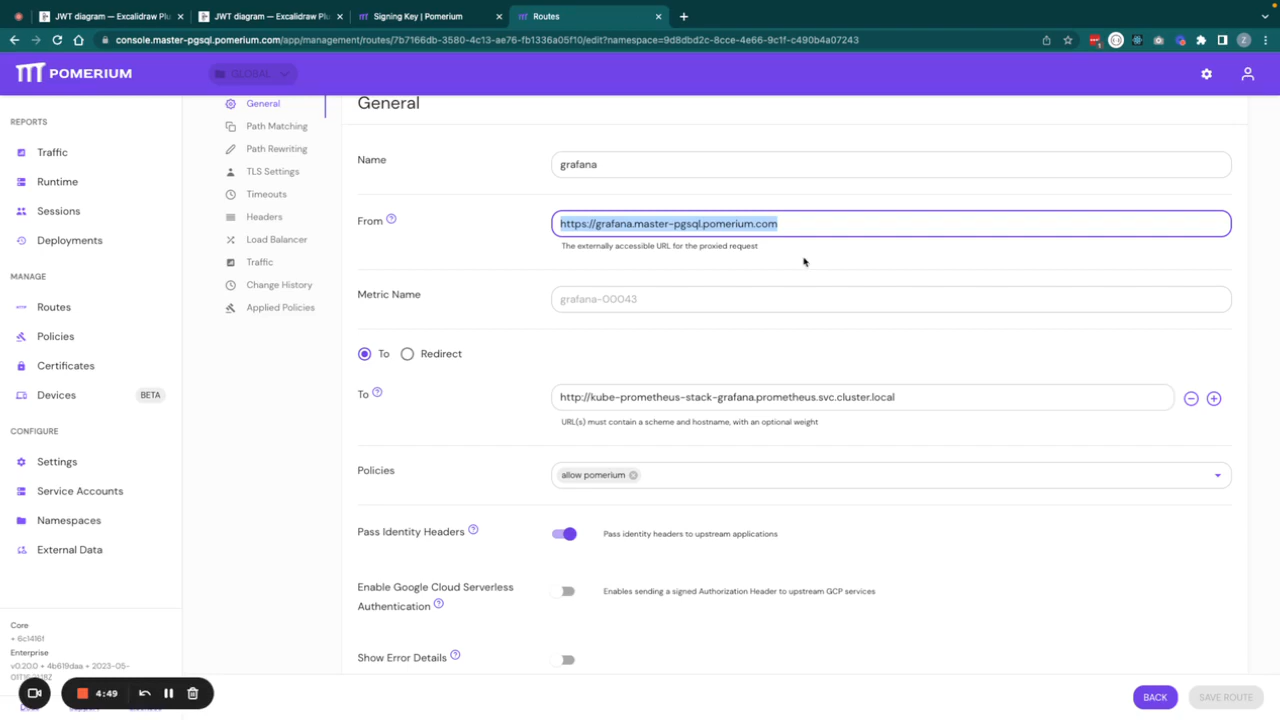 JWT diagram — Excalidraw Plu
JWT diagram — Excalidraw Plu
Signing Key | Pomerium
Routes
console.master-pgsql.pomerium.com/app/management/routes/7b7166db-3580-4c13-ae76-fb1336a05f10/edit?namespace=9d8dbd2c-8cce-4e66-9c1f-c490b4a07243
POMERIUM
GLOBAL
REPORTS
Traffic
Runtime
Sessions
Deployments
MANAGE
Routes
Policies
Certificates
Devices
BETA
CONFIGURE
Settings
Service Accounts
Namespaces
External Data
Core
+ 6c1416f
Enterprise
v0.20.0 + 4b619daa + 2023-05-
4:49
General
Path Matching
Path Rewriting
TLS Settings
Timeouts
Headers
Load Balancer
Traffic
Change History
Applied Policies
General
Name
grafana
From
https://grafana.master-pgsql.pomerium.com
The externally accessible URL for the proxied request
Metric Name
grafana-00043
To
Redirect
To
http://kube-prometheus-stack-grafana.prometheus.svc.cluster.local
URL(s) must contain a scheme and hostname, with an optional weight
Policies
allow pomerium
Pass Identity Headers
Pass identity headers to upstream applications
Enable Google Cloud Serverless
Authentication
Enables sending a signed Authorization Header to upstream GCP services
Show Error Details
BACK
SAVE ROUTE